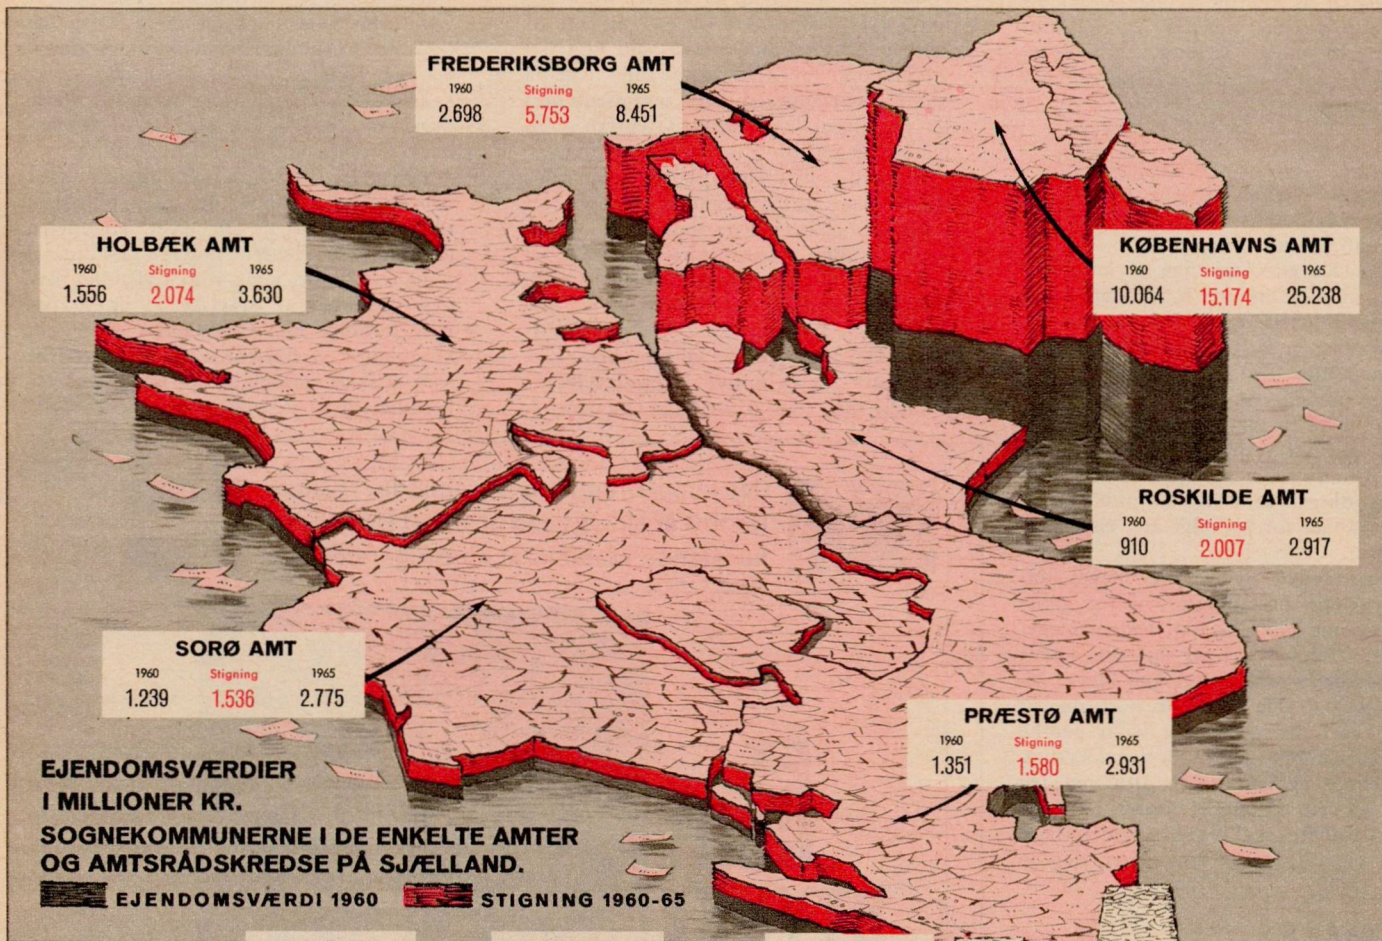 FREDERIKSBORG AMT
1960 Stigning 1965
2.698 5.753 8.451
HOLBÆK AMT
1960 Stigning 1965
1.556 2.074 3.630
KØBENHAVNS AMT
1960 Stigning 1965
10.064 15.174 25.238
ROSKILDE AMT
1960 Stigning 1965
910 2.007 2.917
SORØ AMT
1960 Stigning 1965
1.239 1.536 2.775
PRÆSTØ AMT
1960 Stigning 1965
1.351 1.580 2.931
EJENDOMSVÆRDIER
I MILLIONER KR.
SOGNEKOMMUNERNE I DE ENKELTE AMTER
OG AMTSRÅDSKREDSE PÅ SJÆLLAND.
EJENDOMSVÆRDI 1960 STIGNING 1960-65